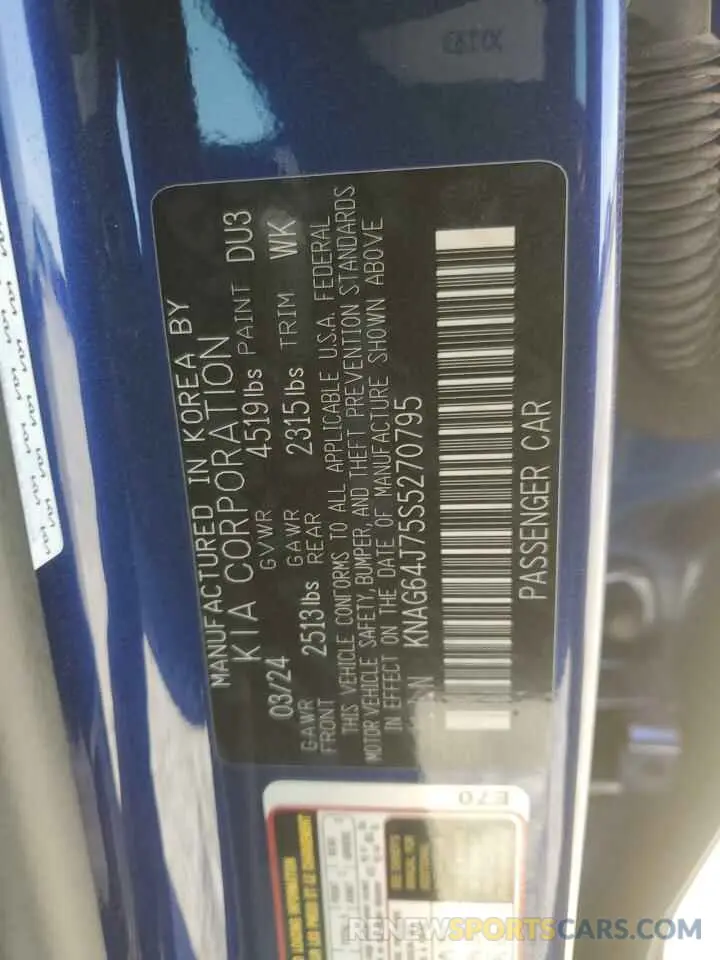 MANUFACTURED IN KOREA BY
KIA CORPORATION
03/24 GVWR 4519lbs PAINT DU3
GAWR FRONT 2513lbs GAWR REAR 2315lbs TRIM WK
THIS VEHICLE CONFORMS TO ALL APPLICABLE U.S.A. FEDERAL
MOTOR VEHICLE SAFETY, BUMPER, AND THEFT PREVENTION STANDARDS
IN EFFECT ON THE DATE OF MANUFACTURE SHOWN ABOVE
KNAG64J75S5270795
PASSENGER CAR
E70
RENEWSPORTSCARS.COM